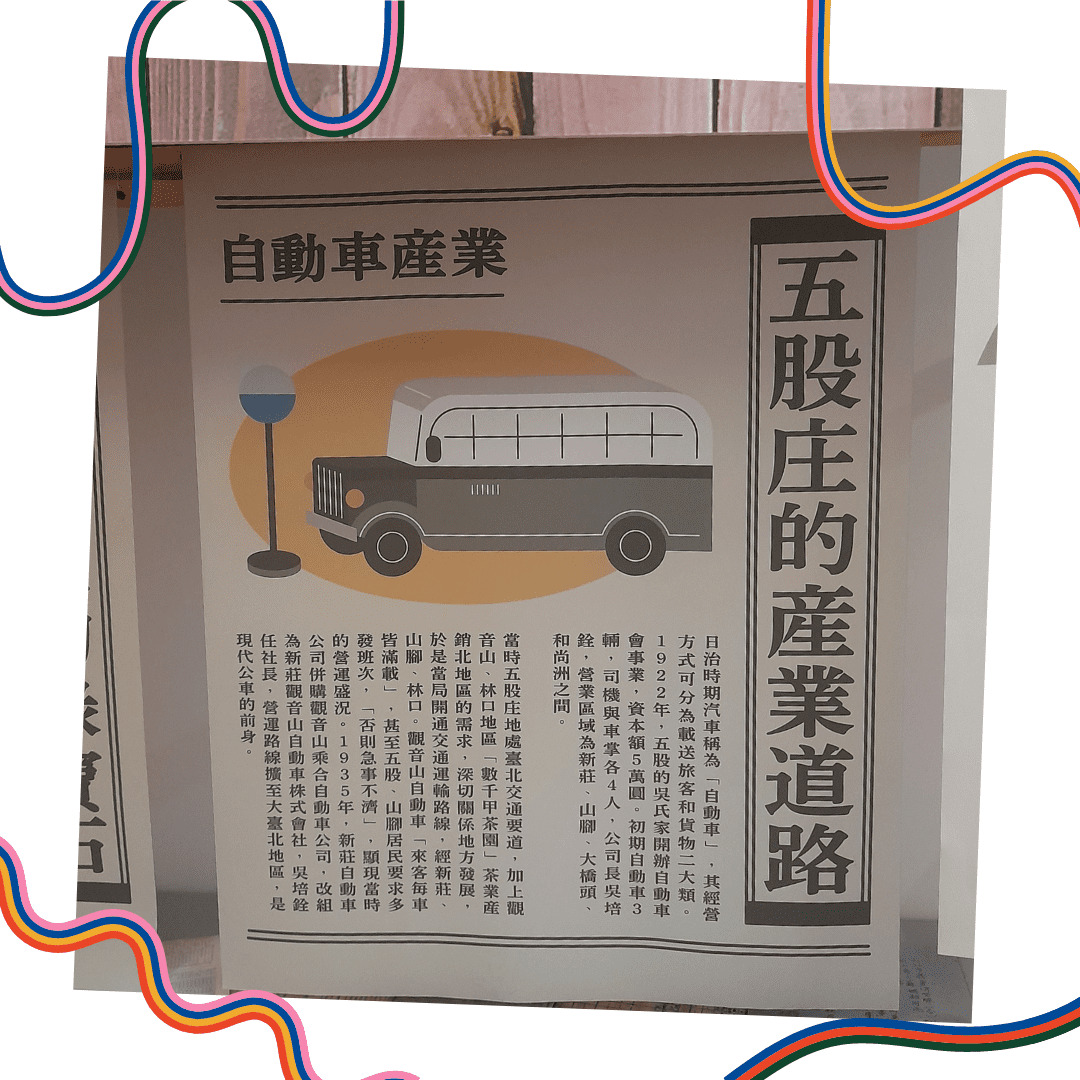 五股庄的產業道路
自動車產業
日治時期汽車稱為「自動車」,其經營
方式可分為載送旅客和貨物二大類。
1922年,五股的吳氏家開辦自動車
會事業,資本額5萬圓。初期自動車3
輛,司機與車掌各4人,公司長吳培
銓,營業區域為新莊、山腳、大橋頭、
和尚洲之間。
當時五股庄地處臺北交通要道,加上觀
音山、林口地區「數千甲茶園」茶業產
銷北地區的需求,深切關係地方發展,
於是當局開通交通運輸路線,經新莊、
山腳、林口。觀音山自動車「來客每車
皆滿載」,甚至五股、山腳居民要求多
發班次,「否則急事不濟」,顯現當時
的營運盛況。1935年,新莊自動車
公司併購觀音山乘合自動車公司,改組
為新莊觀音山自動車株式會社,吳培銓
任社長,營運路線擴至大臺北地區,是
現代公車的前身。